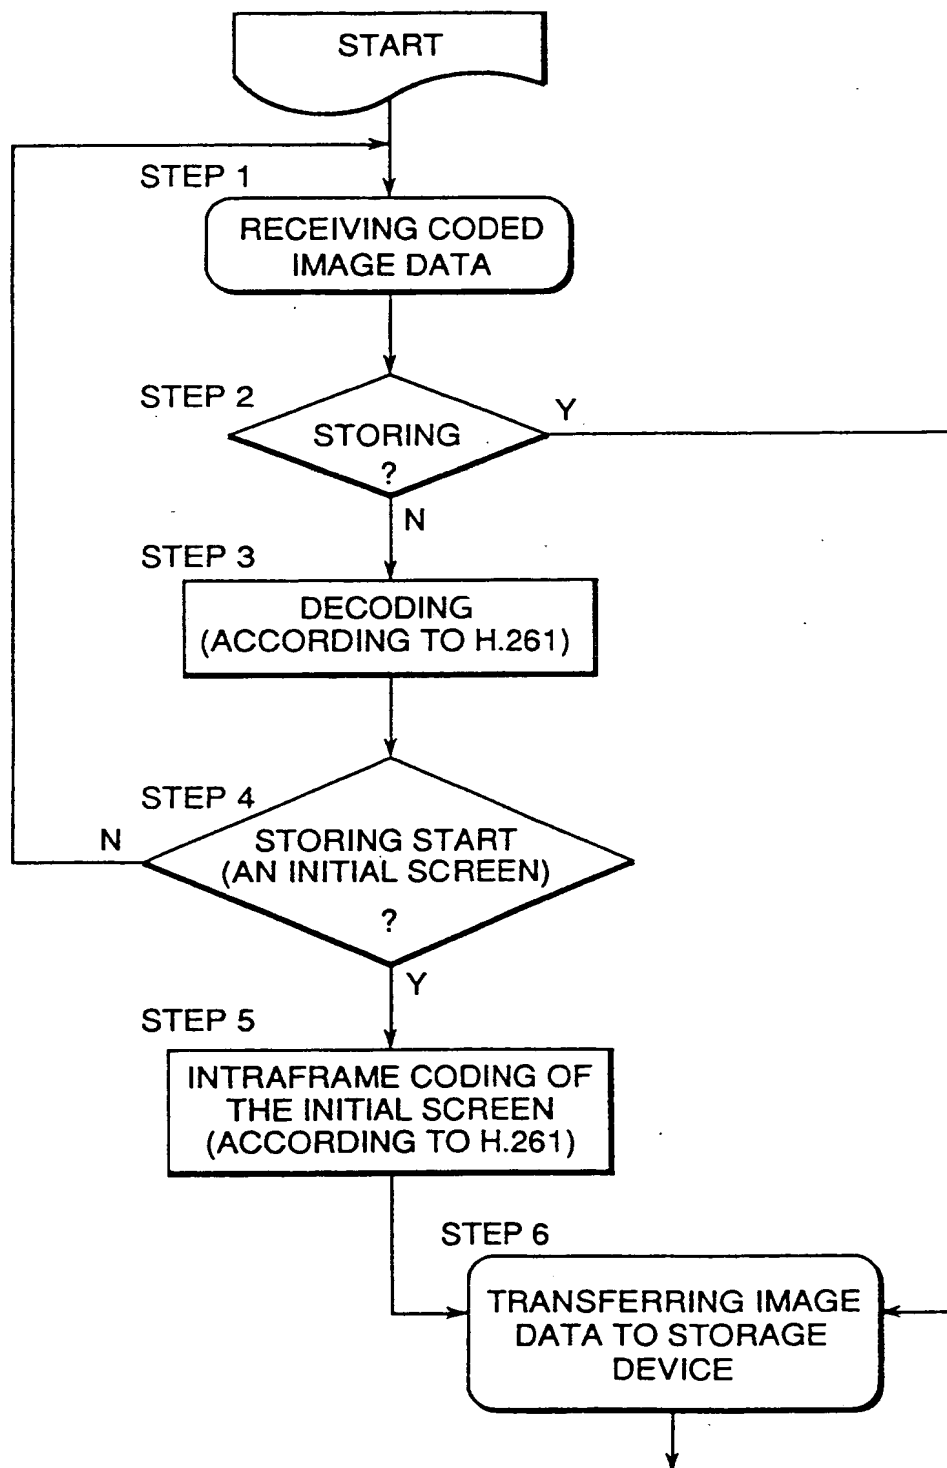 START
STEP 1
RECEIVING CODED
IMAGE DATA
STEP 2
Y
STORING
?
N
STEP 3
DECODING
(ACCORDING TO H.261)
STEP 4
N
STORING START
(AN INITIAL SCREEN)
?
Y
STEP 5
INTRAFRAME CODING OF
THE INITIAL SCREEN
(ACCORDING TO H.261)
STEP 6
TRANSFERRING IMAGE
DATA TO STORAGE
DEVICE